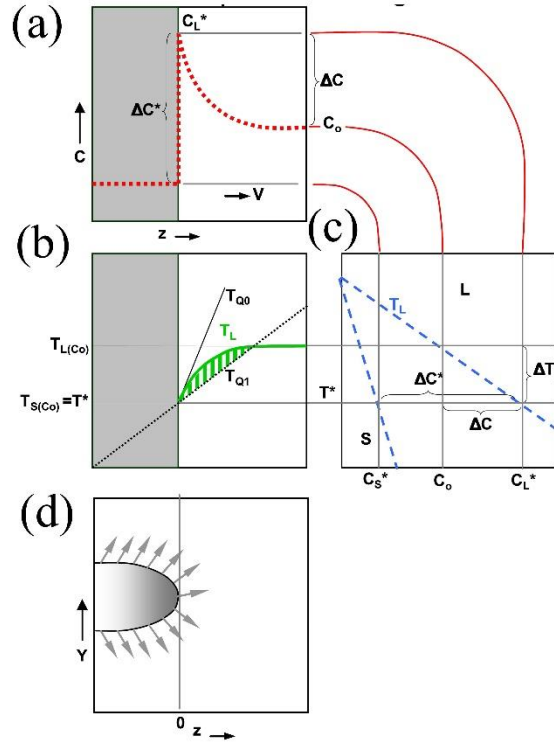 (a)
C_L*
ΔC*
ΔC
C_o
C
V
z
(b)
(c)
T_Q0
T_L
T_L(Co)
T_Q1
T_S(Co)=T*
L
T_L
T*
ΔC*
ΔT
ΔC
S
C_S*
C_o
C_L*
(d)
Y
0
z